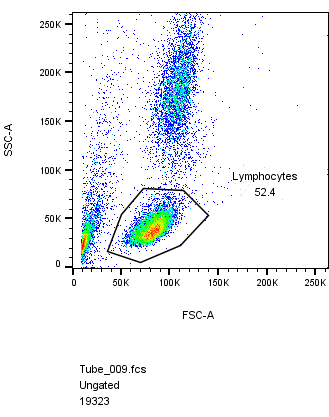 250K
200K
150K
100K
50K
0
SSC-A
Lymphocytes
52.4
0 50K 100K 150K 200K 250K
FSC-A
Tube_009.fcs
Ungated
19323